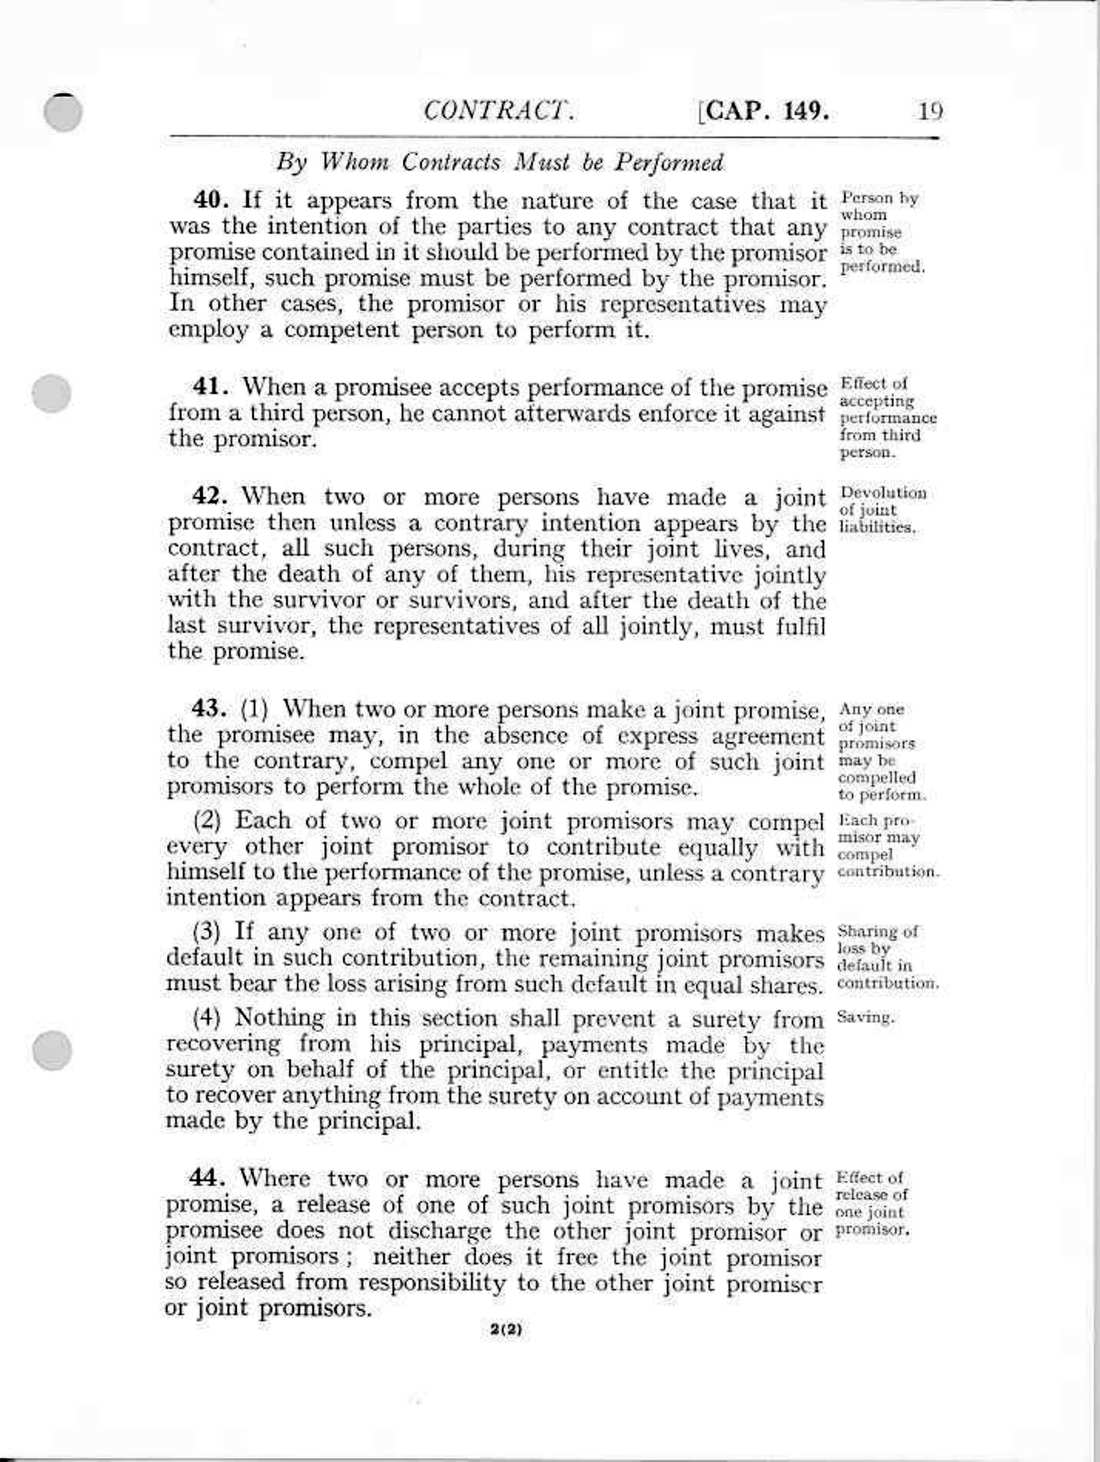 CONTRACT. [CAP. 149. 19
By Whom Contracts Must be Performed
40. If it appears from the nature of the case that it
was the intention of the parties to any contract that any
promise contained in it should be performed by the promisor
himself, such promise must be performed by the promisor.
In other cases, the promisor or his representatives may
employ a competent person to perform it.
Person by
whom
promise
is to be
performed.
41. When a promisee accepts performance of the promise
from a third person, he cannot afterwards enforce it against
the promisor.
Effect of
accepting
performance
from third
person.
42. When two or more persons have made a joint
promise then unless a contrary intention appears by the
contract, all such persons, during their joint lives, and
after the death of any of them, his representative jointly
with the survivor or survivors, and after the death of the
last survivor, the representatives of all jointly, must fulfil
the promise.
Devolution
of joint
liabilities.
43. (1) When two or more persons make a joint promise,
the promisee may, in the absence of express agreement
to the contrary, compel any one or more of such joint
promisors to perform the whole of the promise.
Any one
of joint
promisors
may be
compelled
to perform.
(2) Each of two or more joint promisors may compel
every other joint promisor to contribute equally with
himself to the performance of the promise, unless a contrary
intention appears from the contract.
Each pro-
misor may
compel
contribution.
(3) If any one of two or more joint promisors makes
default in such contribution, the remaining joint promisors
must bear the loss arising from such default in equal shares.
Sharing of
loss by
default in
contribution.
(4) Nothing in this section shall prevent a surety from
recovering from his principal, payments made by the
surety on behalf of the principal, or entitle the principal
to recover anything from the surety on account of payments
made by the principal.
Saving.
44. Where two or more persons have made a joint
promise, a release of one of such joint promisors by the
promisee does not discharge the other joint promisor or
joint promisors ; neither does it free the joint promisor
so released from responsibility to the other joint promiscr
or joint promisors.
Effect of
release of
one joint
promisor.
2(2)